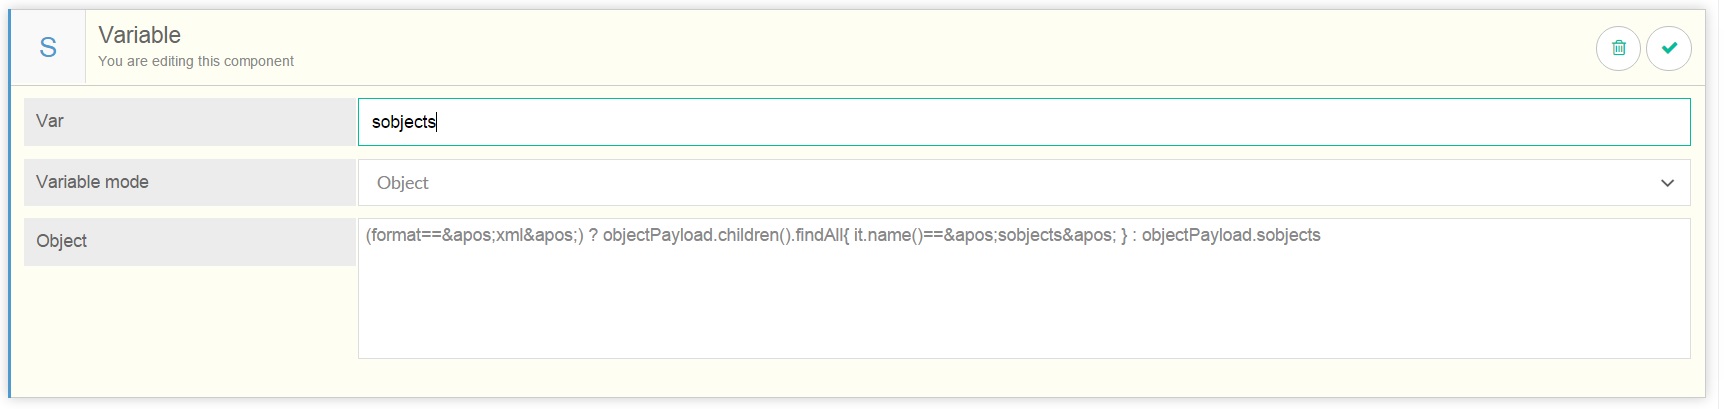 S
Variable
You are editing this component
Var
sobjects
Variable mode
Object
Object
(format==&apos;xml&apos;) ? objectPayload.children().findAll{ it.name()==&apos;sobjects&apos; } : objectPayload.sobjects